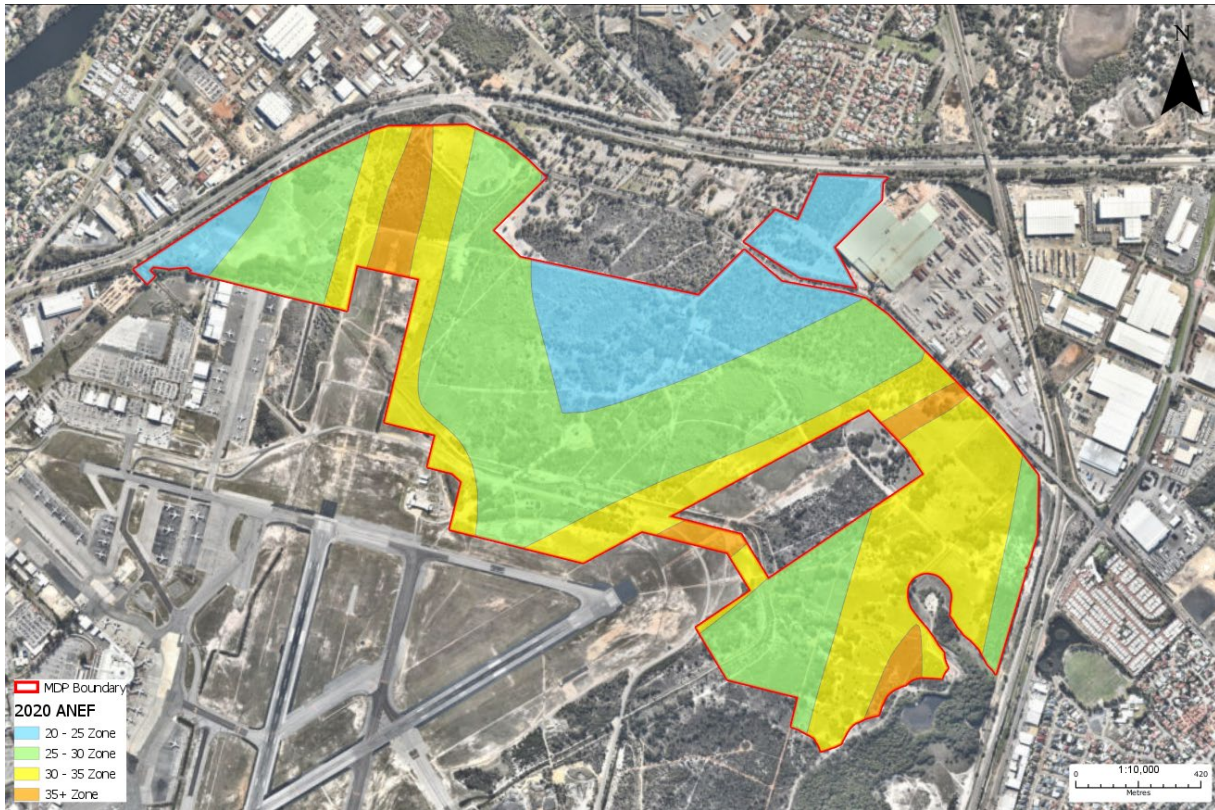 N
MDP Boundary
2020 ANEF
20 - 25 Zone
25 - 30 Zone
30 - 35 Zone
35+ Zone
1:10,000
0 420
Metres